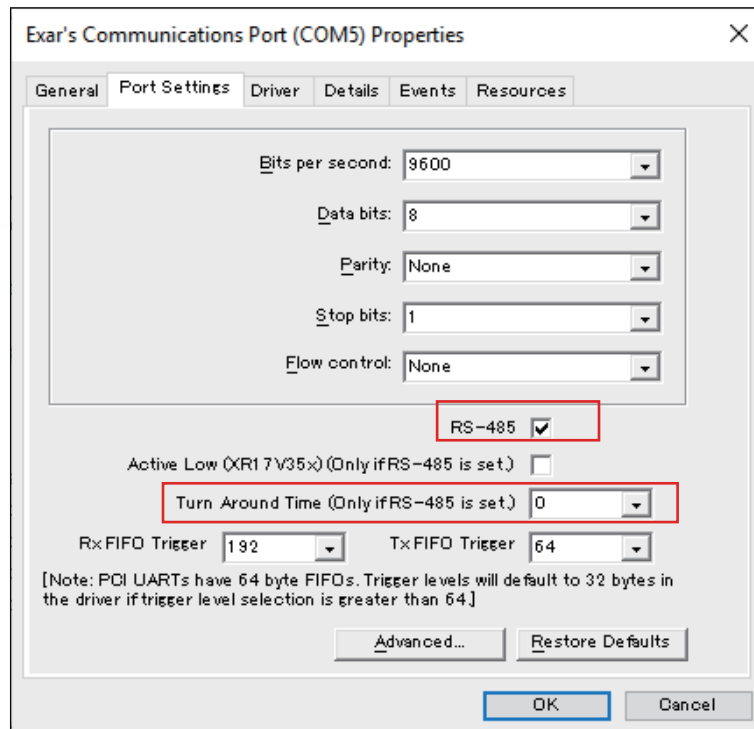 Exar's Communications Port (COM5) Properties
General Port Settings Driver Details Events Resources
Bits per second: 9600
Data bits: 8
Parity: None
Stop bits: 1
Flow control: None
RS-485
Active Low (XR17V35x) (Only if RS-485 is set.)
Turn Around Time (Only if RS-485 is set.) 0
Rx FIFO Trigger 192 Tx FIFO Trigger 64
[Note: PCI UARTs have 64 byte FIFOs. Trigger levels will default to 32 bytes in
the driver if trigger level selection is greater than 64.]
Advanced... Restore Defaults
OK Cancel